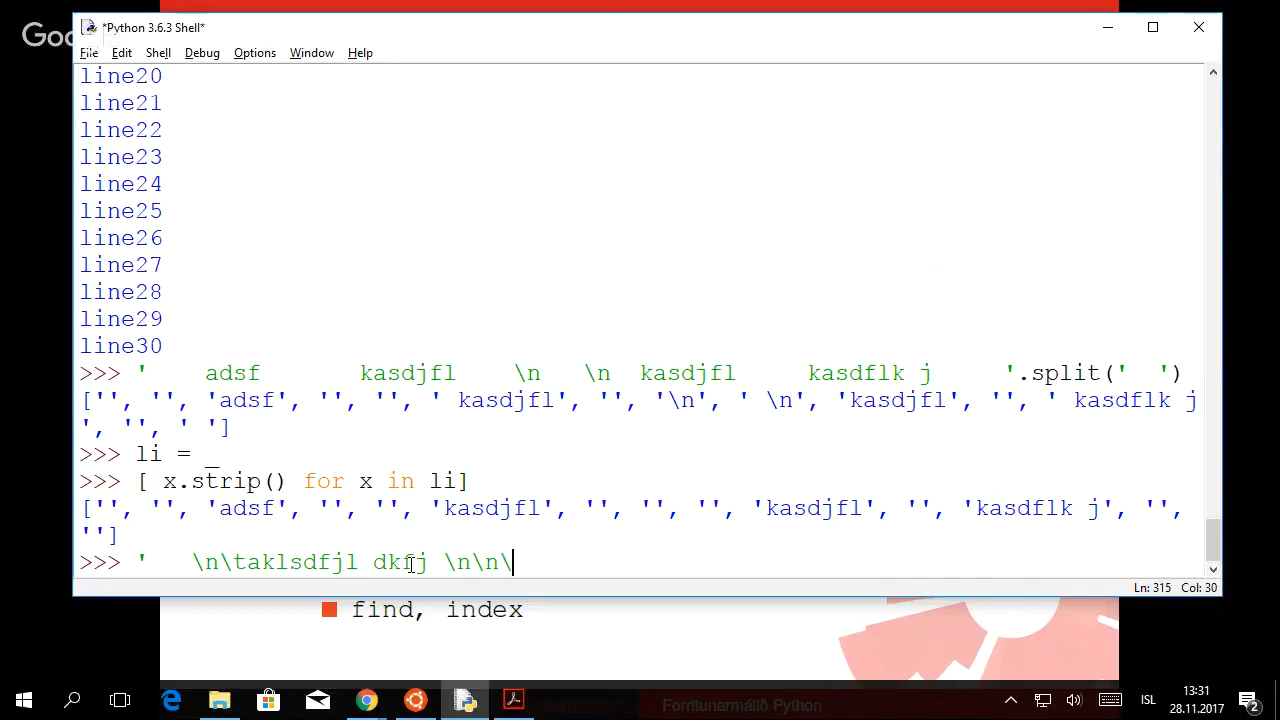 Goo
*Python 3.6.3 Shell*
File Edit Shell Debug Options Window Help
line20
line21
line22
line23
line24
line25
line26
line27
line28
line29
line30
>>> '    adsf       kasdjfl    \n   \n  kasdjfl     kasdflk j     '.split('  ')
['', '', 'adsf', '', '', ' kasdjfl', '', '\n', ' \n', 'kasdjfl', '', ' kasdflk j
', '', ' ']
>>> li = _
>>> [ x.strip() for x in li]
['', '', 'adsf', '', '', 'kasdjfl', '', '', '', 'kasdjfl', '', 'kasdflk j', '',
'']
>>> '   \n\taklsdfjl dkfj \n\n\
Ln: 315 Col: 30
find, index
Forritunarmálið Python
ISL
13:31
28.11.2017
2